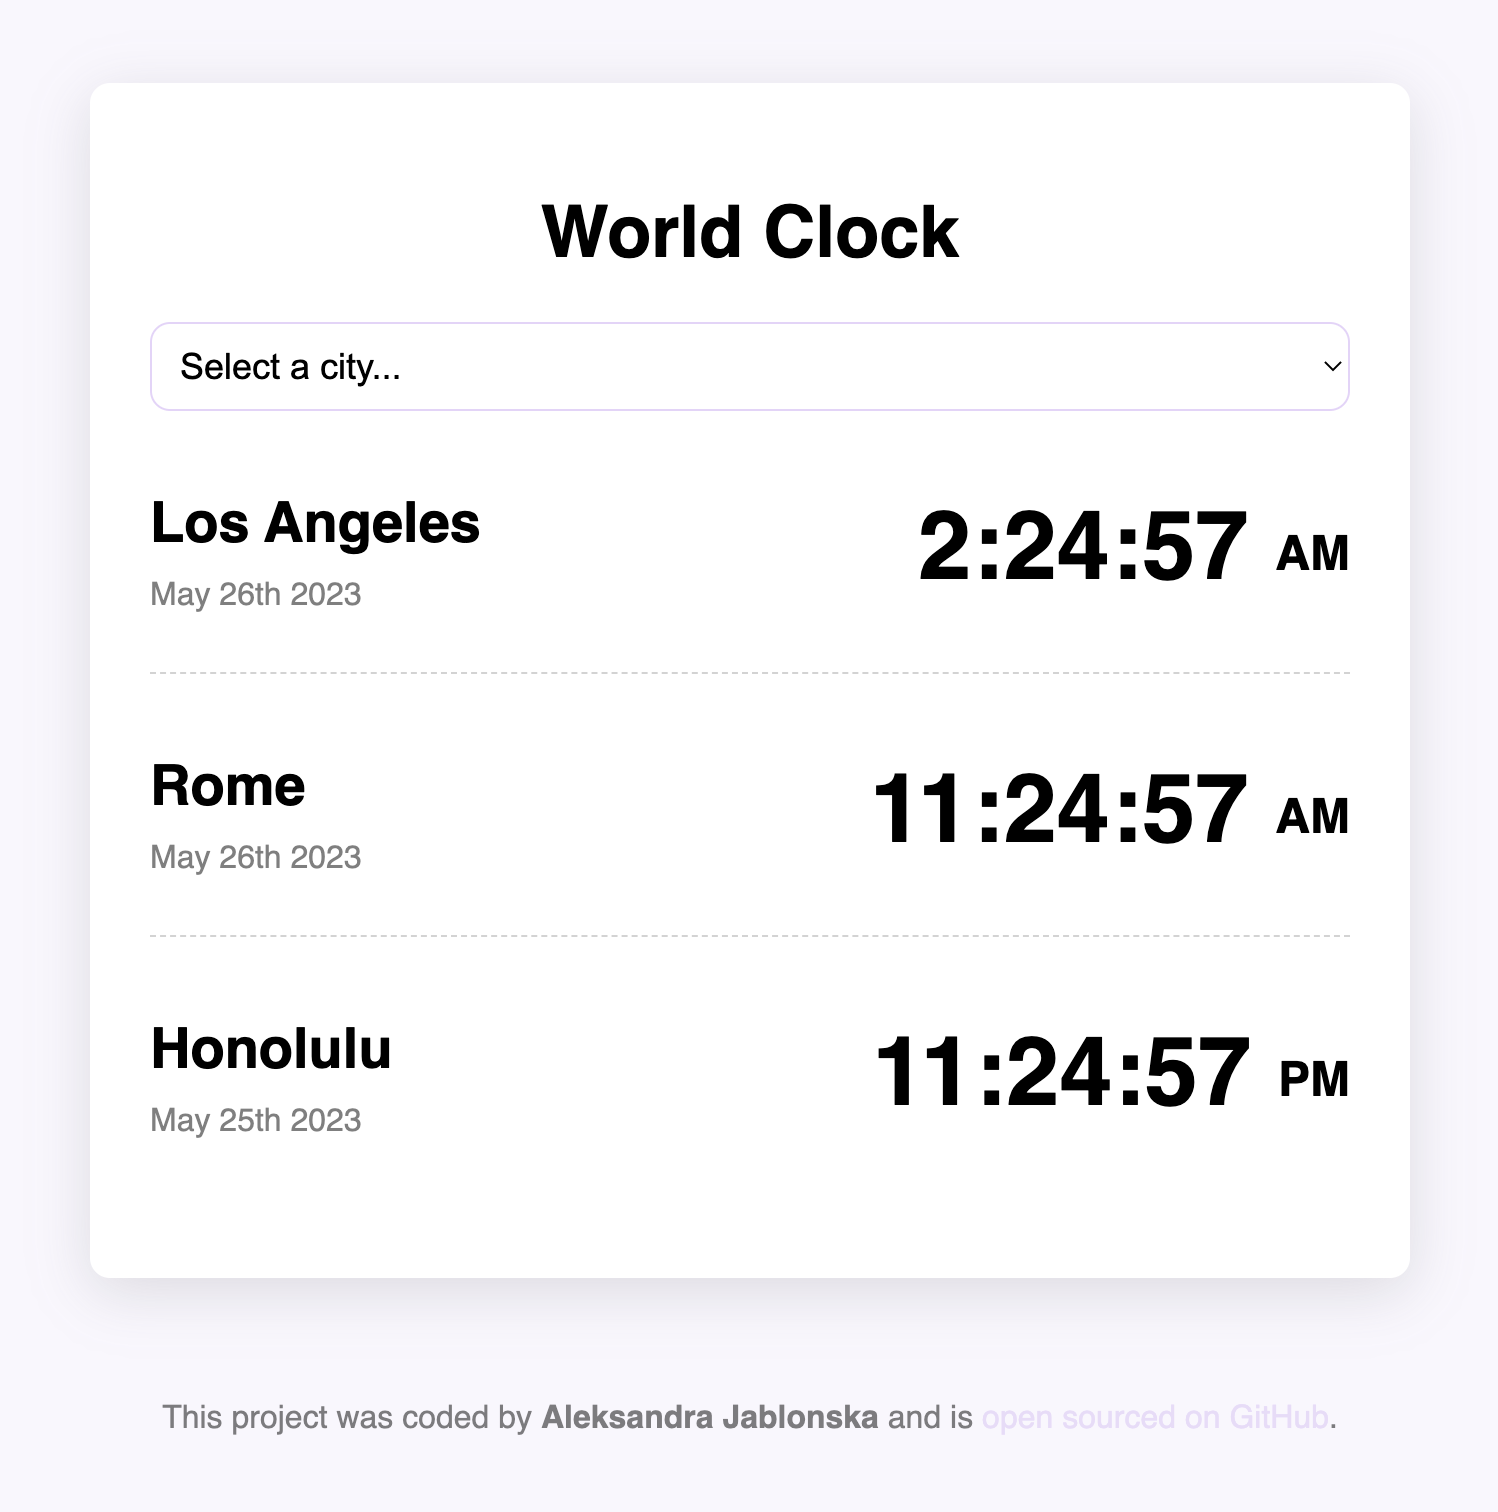 World Clock
Select a city...
Los Angeles
2:24:57 AM
May 26th 2023
Rome
11:24:57 AM
May 26th 2023
Honolulu
11:24:57 PM
May 25th 2023
This project was coded by Aleksandra Jablonska and is open sourced on GitHub.